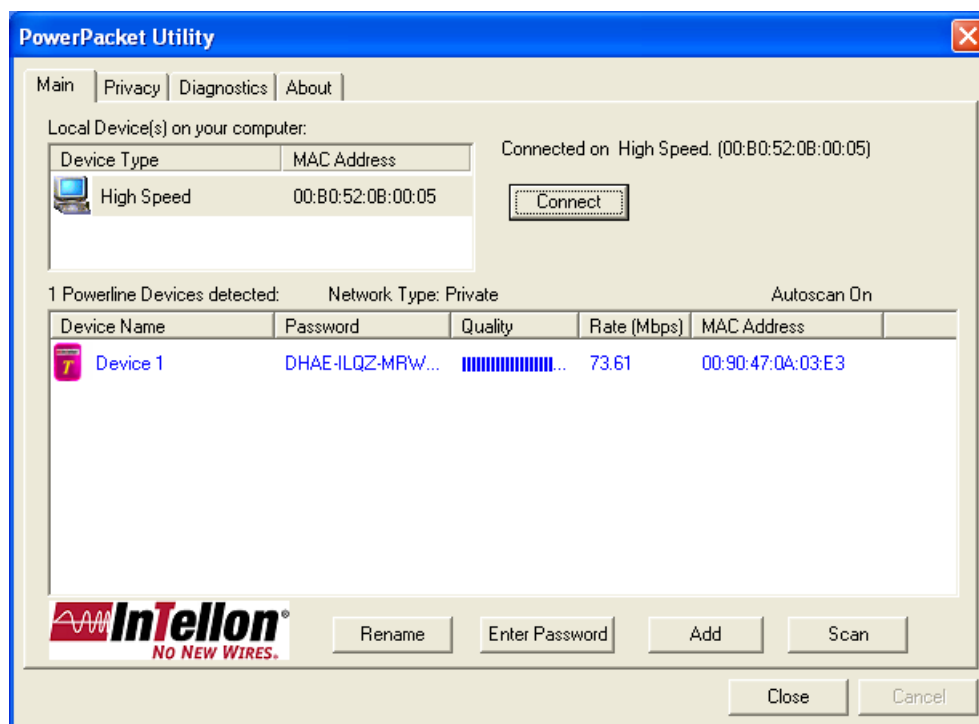 PowerPacket Utility
Main Privacy Diagnostics About
Local Device(s) on your computer:
Device Type MAC Address
High Speed 00:B0:52:0B:00:05
Connected on High Speed. (00:B0:52:0B:00:05)
Connect
1 Powerline Devices detected: Network Type: Private Autoscan On
Device Name Password Quality Rate (Mbps) MAC Address
T Device 1 DHAE-ILQZ-MRW... ... 73.61 00:90:47:0A:03:E3
InTellon®
No New Wires.
Rename Enter Password Add Scan
Close Cancel